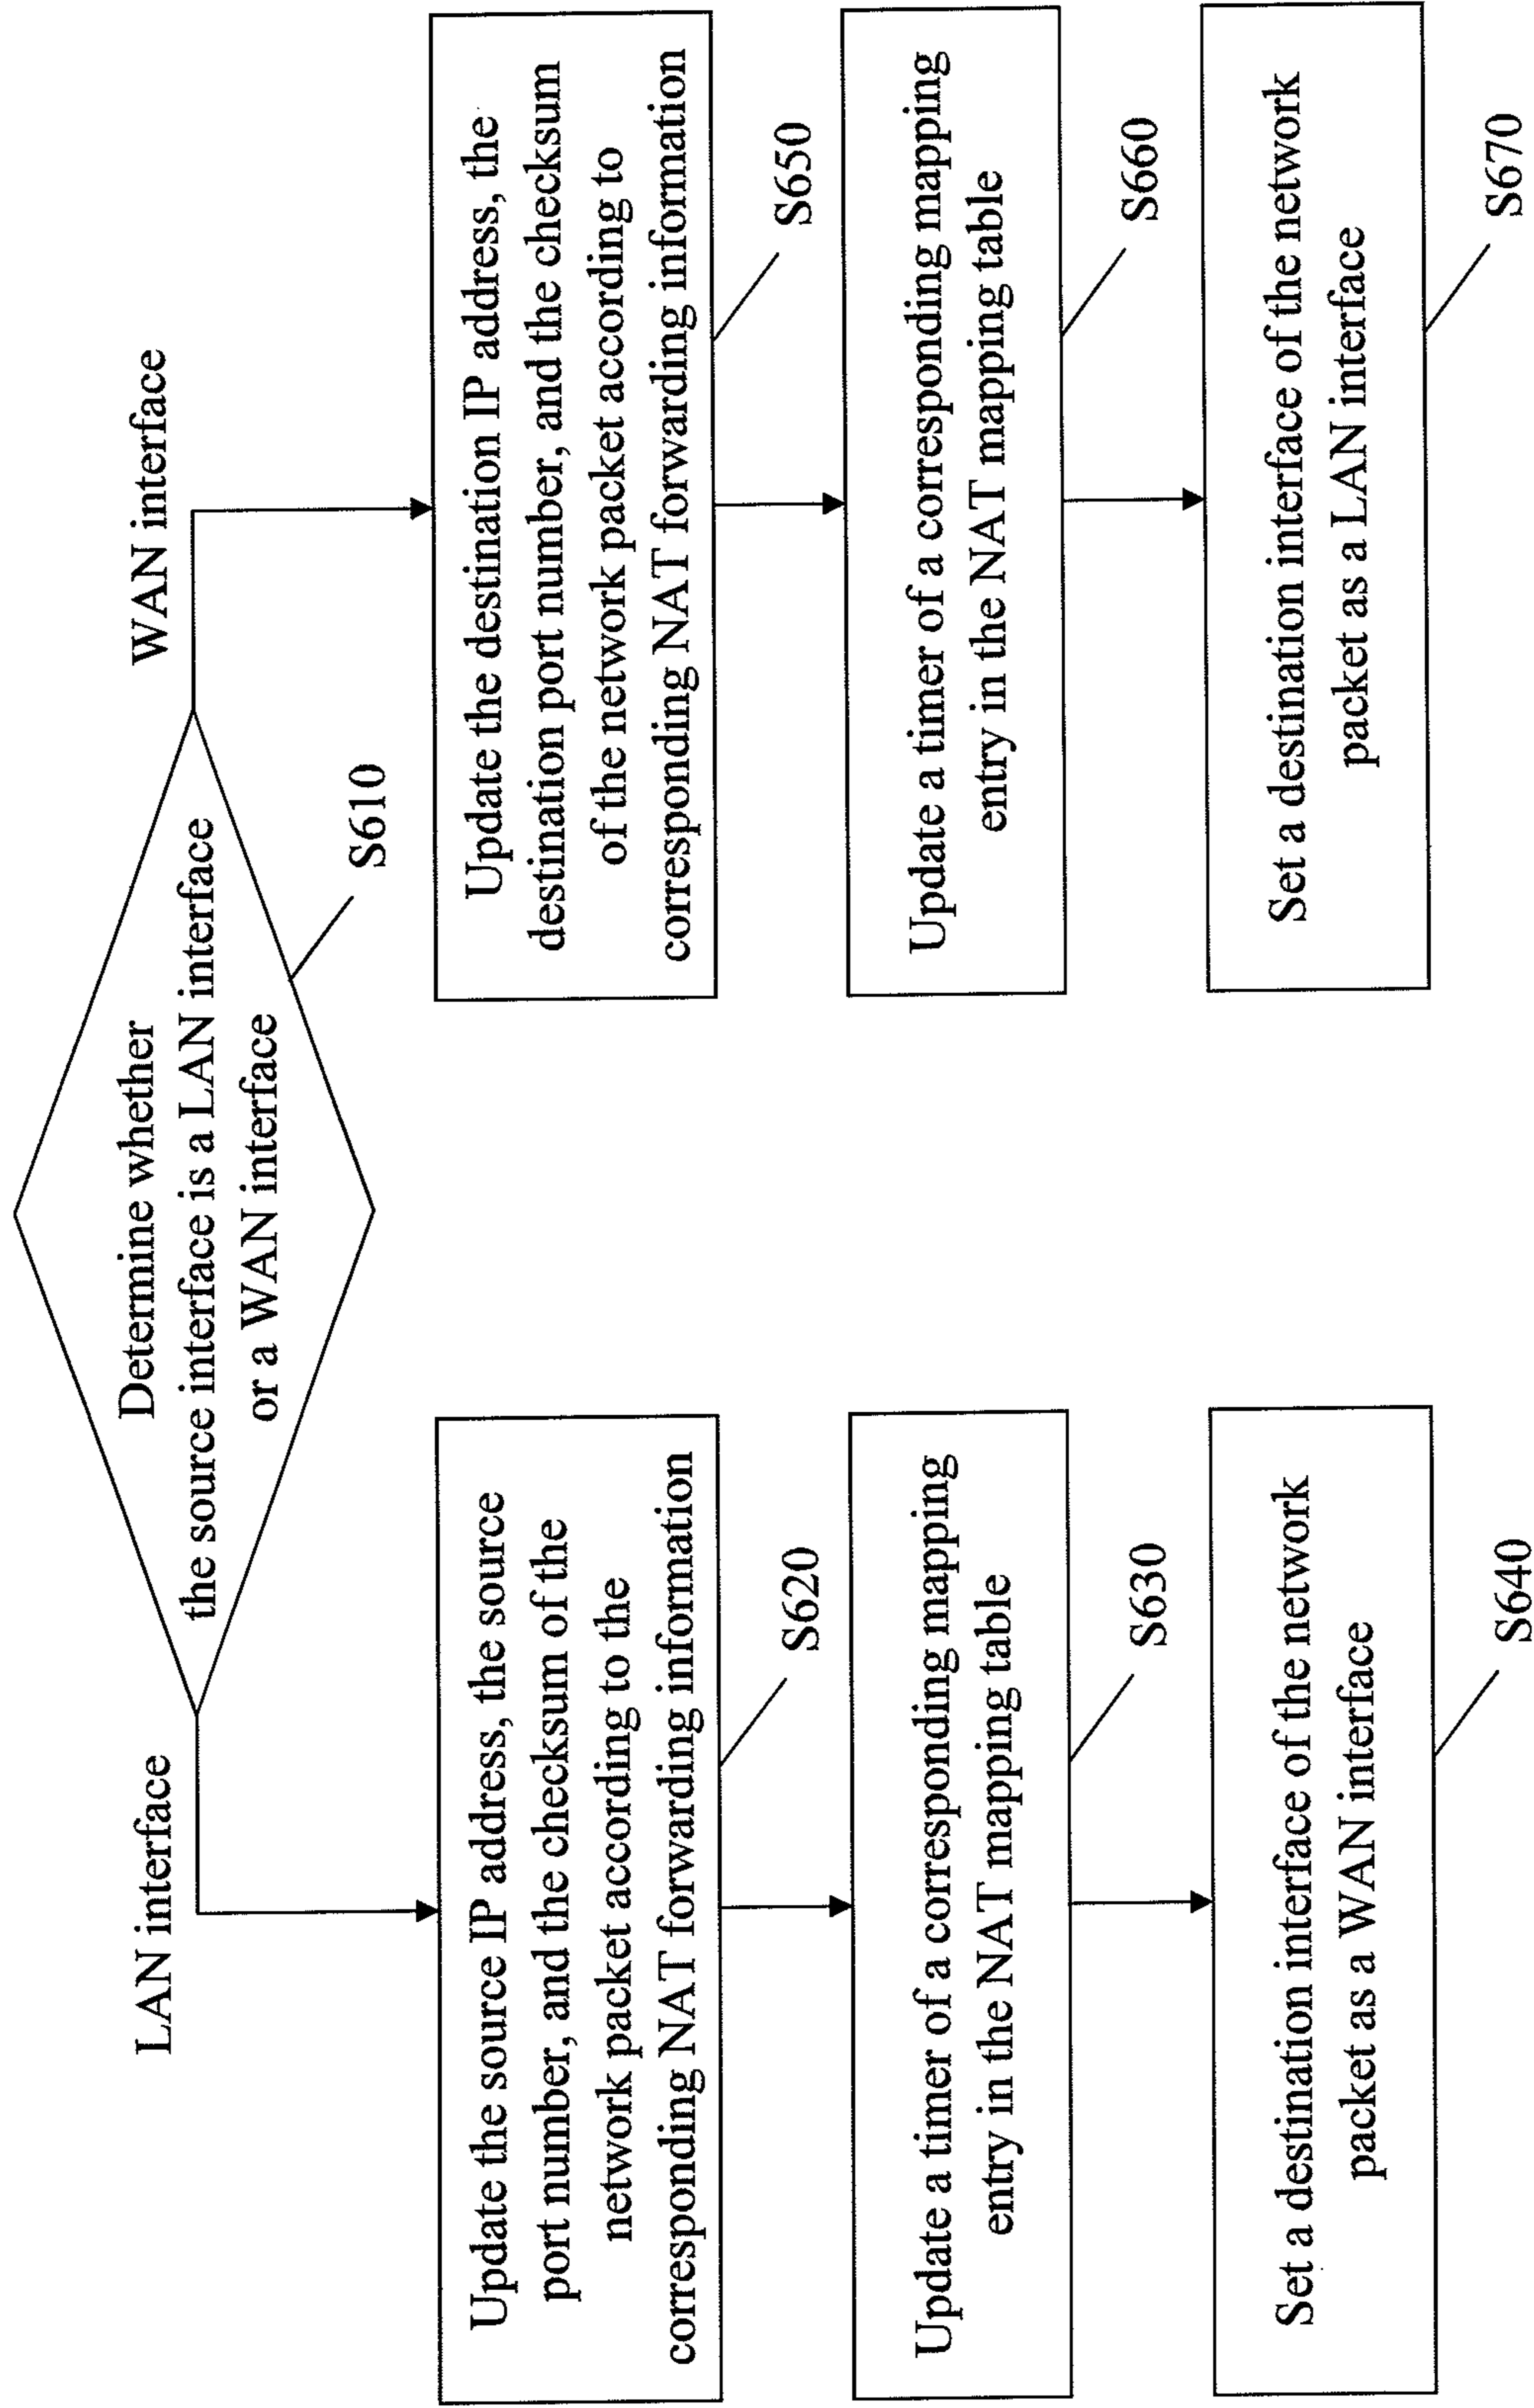 Determine whether
the source interface is a LAN interface
or a WAN interface
S610
LAN interface
Update the source IP address, the source
port number, and the checksum of the
network packet according to the
corresponding NAT forwarding information
S620
Update a timer of a corresponding mapping
entry in the NAT mapping table
S630
Set a destination interface of the network
packet as a WAN interface
S640
WAN interface
Update the destination IP address, the
destination port number, and the checksum
of the network packet according to
corresponding NAT forwarding information
S650
Update a timer of a corresponding mapping
entry in the NAT mapping table
S660
Set a destination interface of the network
packet as a LAN interface
S670